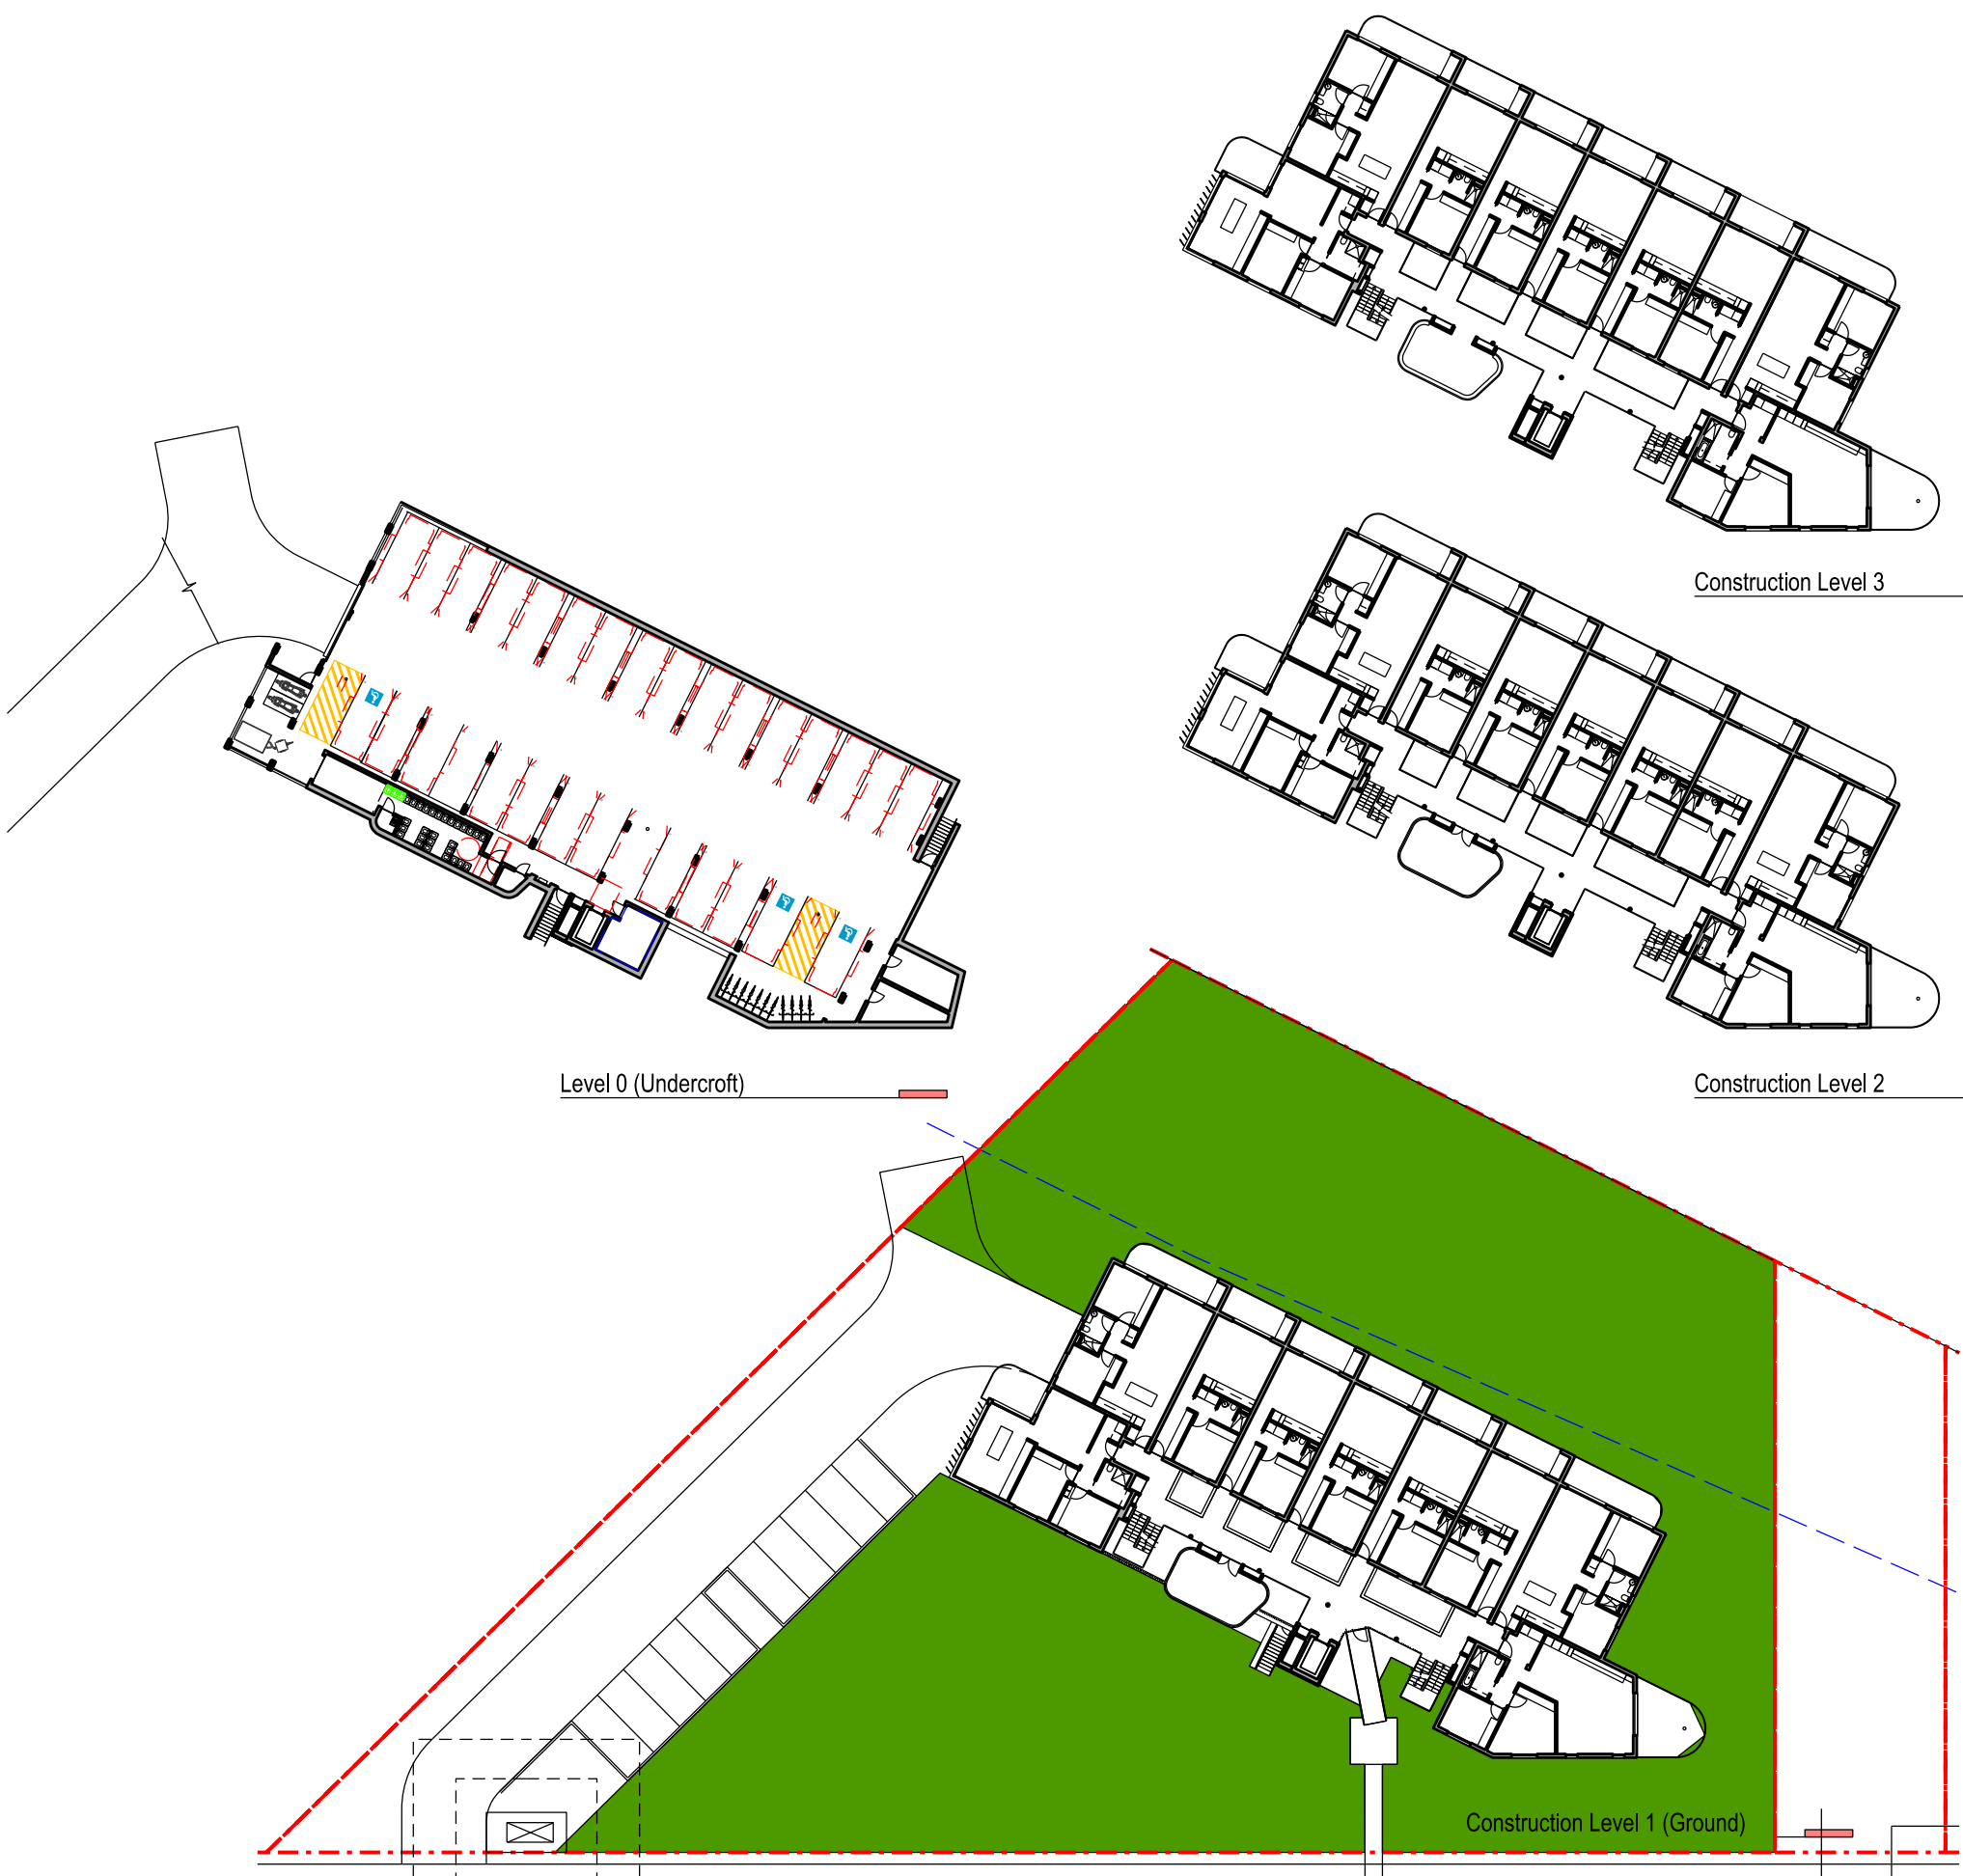 Construction Level 3
Level 0 (Undercroft)
Construction Level 2
Construction Level 1 (Ground)